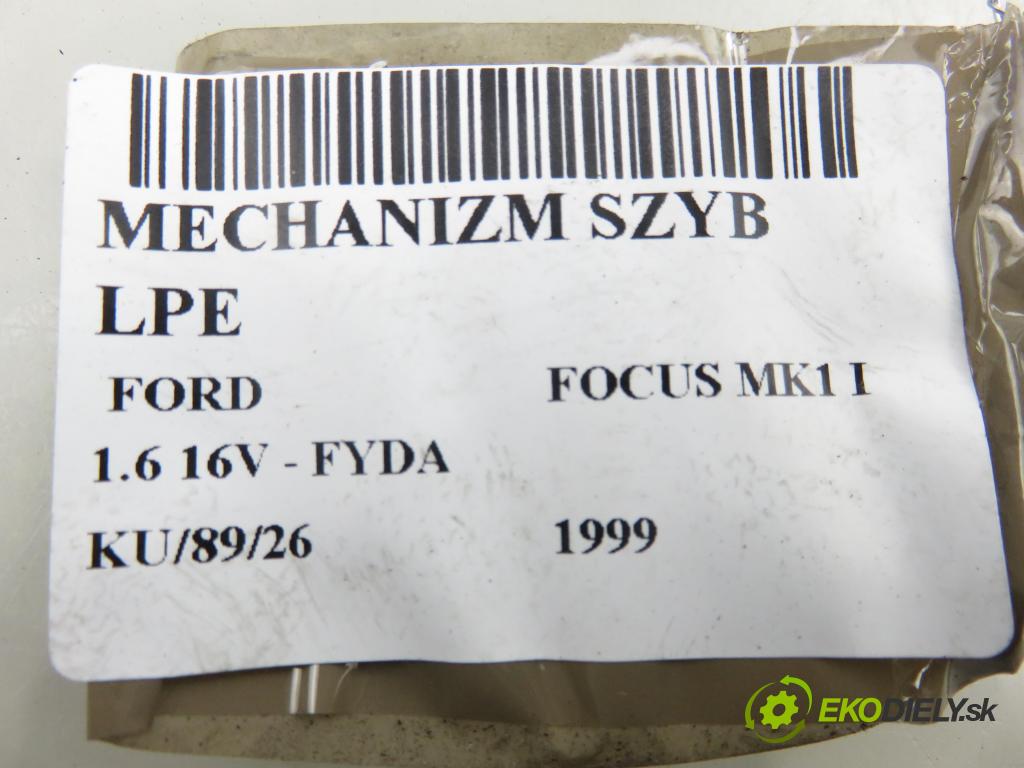 MECHANIZM SZYB
LPE
FORD FOCUS MK1 I
1.6 16V - FYDA
KU/89/26 1999
EKODIELY.sk